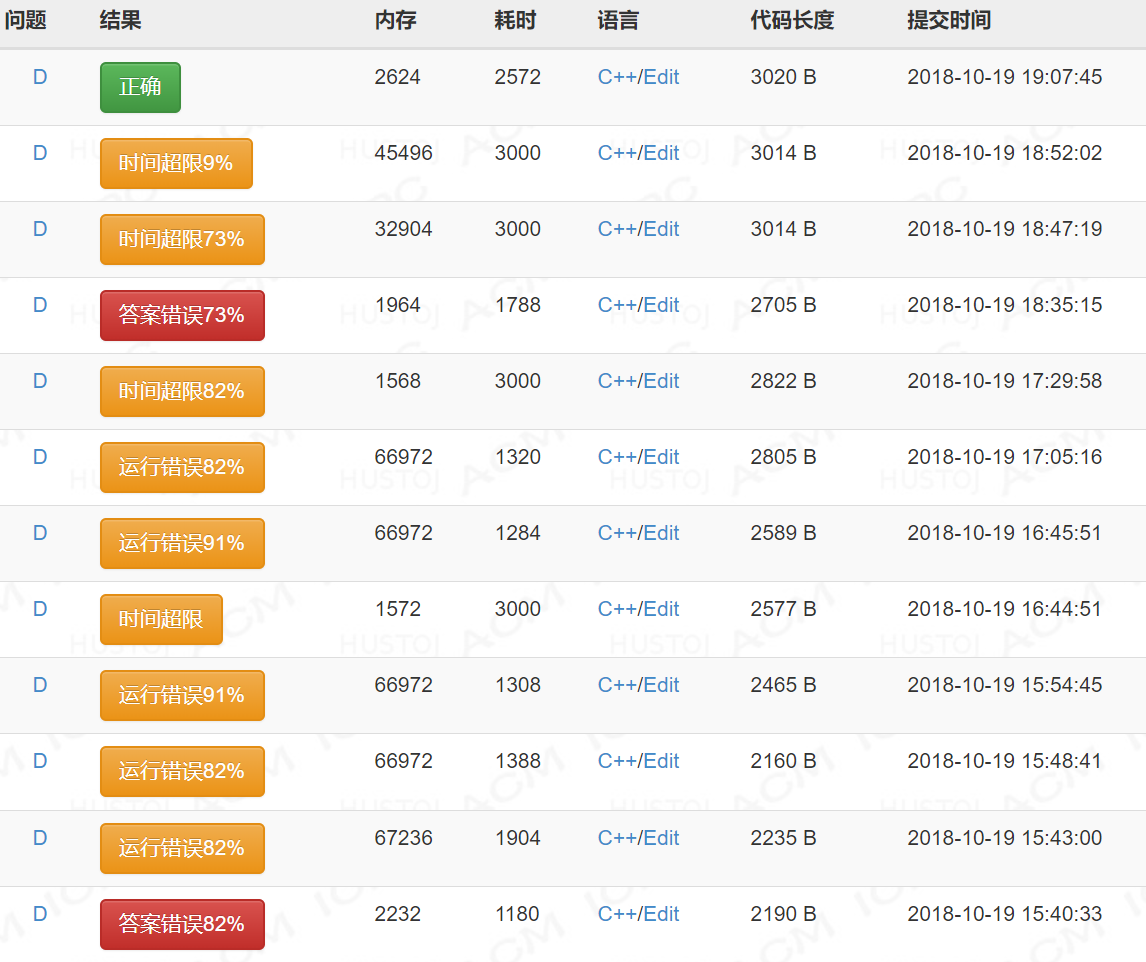 问题 结果 内存 耗时 语言 代码长度 提交时间
D 正确 2624 2572 C++/Edit 3020 B 2018-10-19 19:07:45
D 时间超限9% 45496 3000 C++/Edit 3014 B 2018-10-19 18:52:02
D 时间超限73% 32904 3000 C++/Edit 3014 B 2018-10-19 18:47:19
D 答案错误73% 1964 1788 C++/Edit 2705 B 2018-10-19 18:35:15
D 时间超限82% 1568 3000 C++/Edit 2822 B 2018-10-19 17:29:58
D 运行错误82% 66972 1320 C++/Edit 2805 B 2018-10-19 17:05:16
D 运行错误91% 66972 1284 C++/Edit 2589 B 2018-10-19 16:45:51
D 时间超限 1572 3000 C++/Edit 2577 B 2018-10-19 16:44:51
D 运行错误91% 66972 1308 C++/Edit 2465 B 2018-10-19 15:54:45
D 运行错误82% 66972 1388 C++/Edit 2160 B 2018-10-19 15:48:41
D 运行错误82% 67236 1904 C++/Edit 2235 B 2018-10-19 15:43:00
D 答案错误82% 2232 1180 C++/Edit 2190 B 2018-10-19 15:40:33